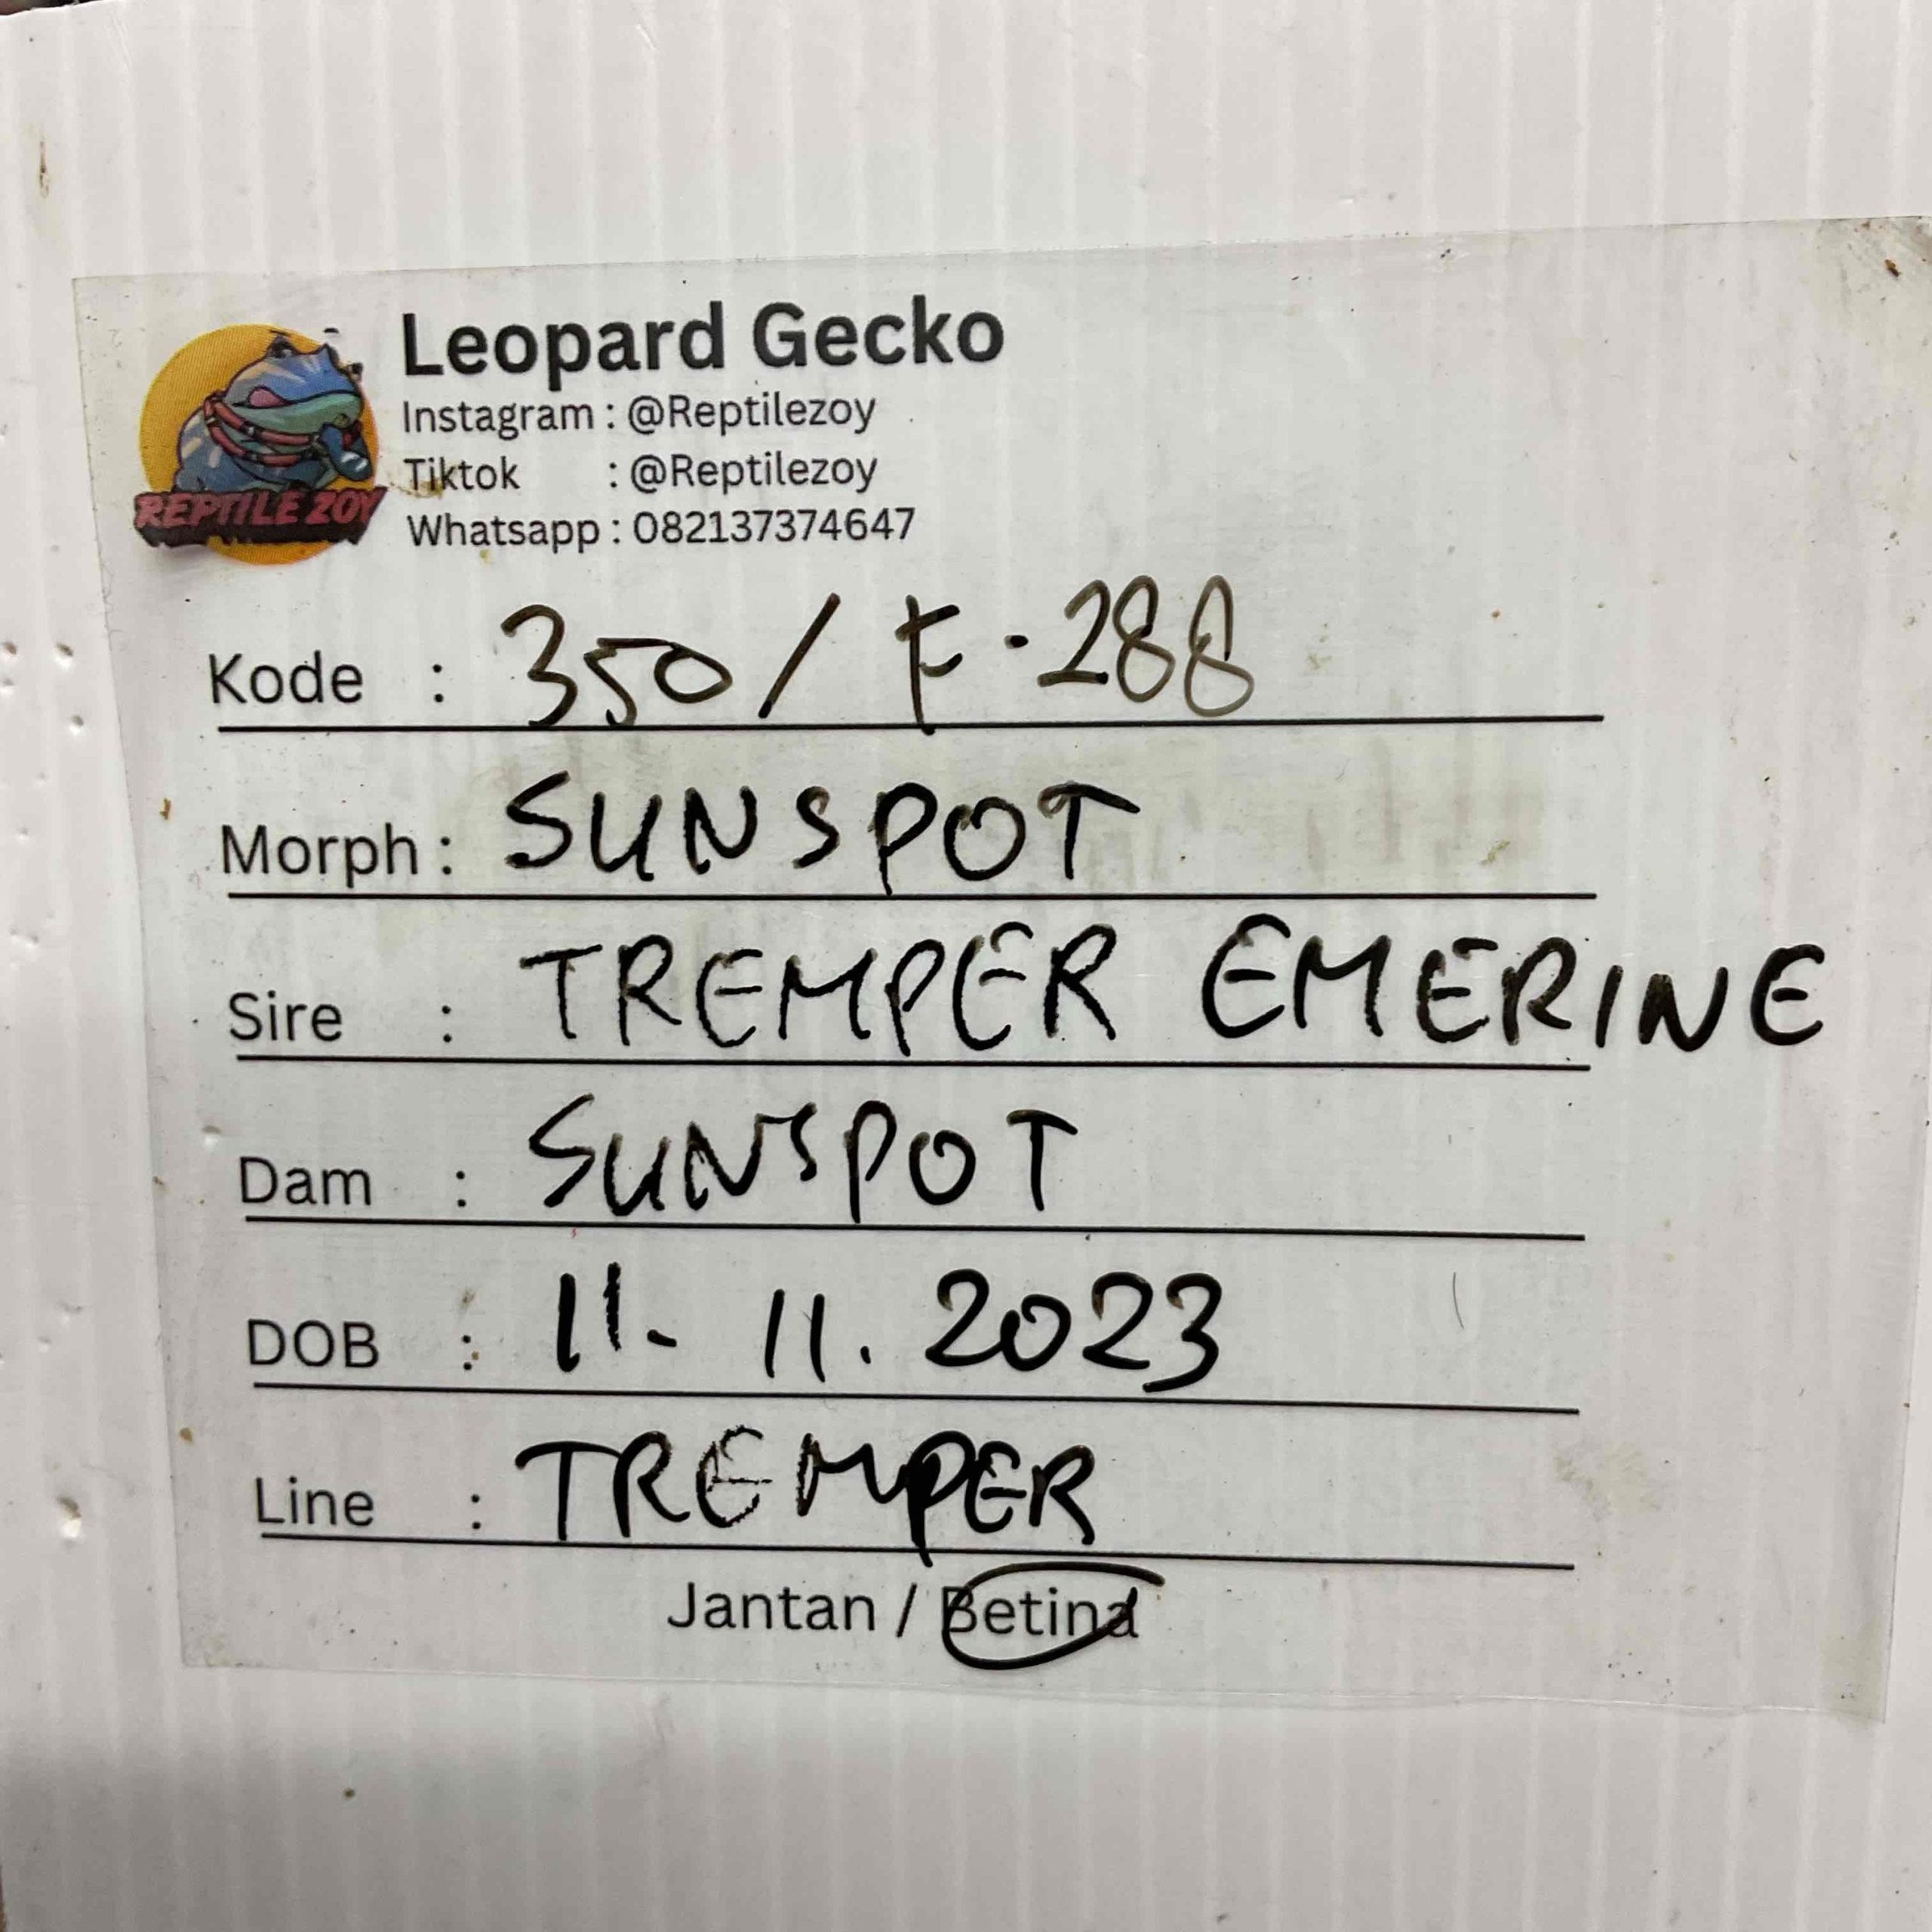 Leopard Gecko
Instagram : @Reptilezoy
Tiktok : @Reptilezoy
Whatsapp : 082137374647
REPTILE ZOY
Kode : 350 / F . 288
Morph : SUNSPOT
Sire : TREMPER EMERINE
Dam : SUNSPOT
DOB : 11. 11. 2023
Line : TREMPER
Jantan / Betina